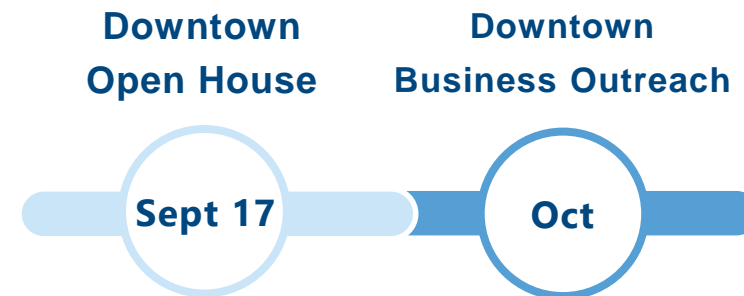 Downtown
Open House
Downtown
Business Outreach
Sept 17
Oct